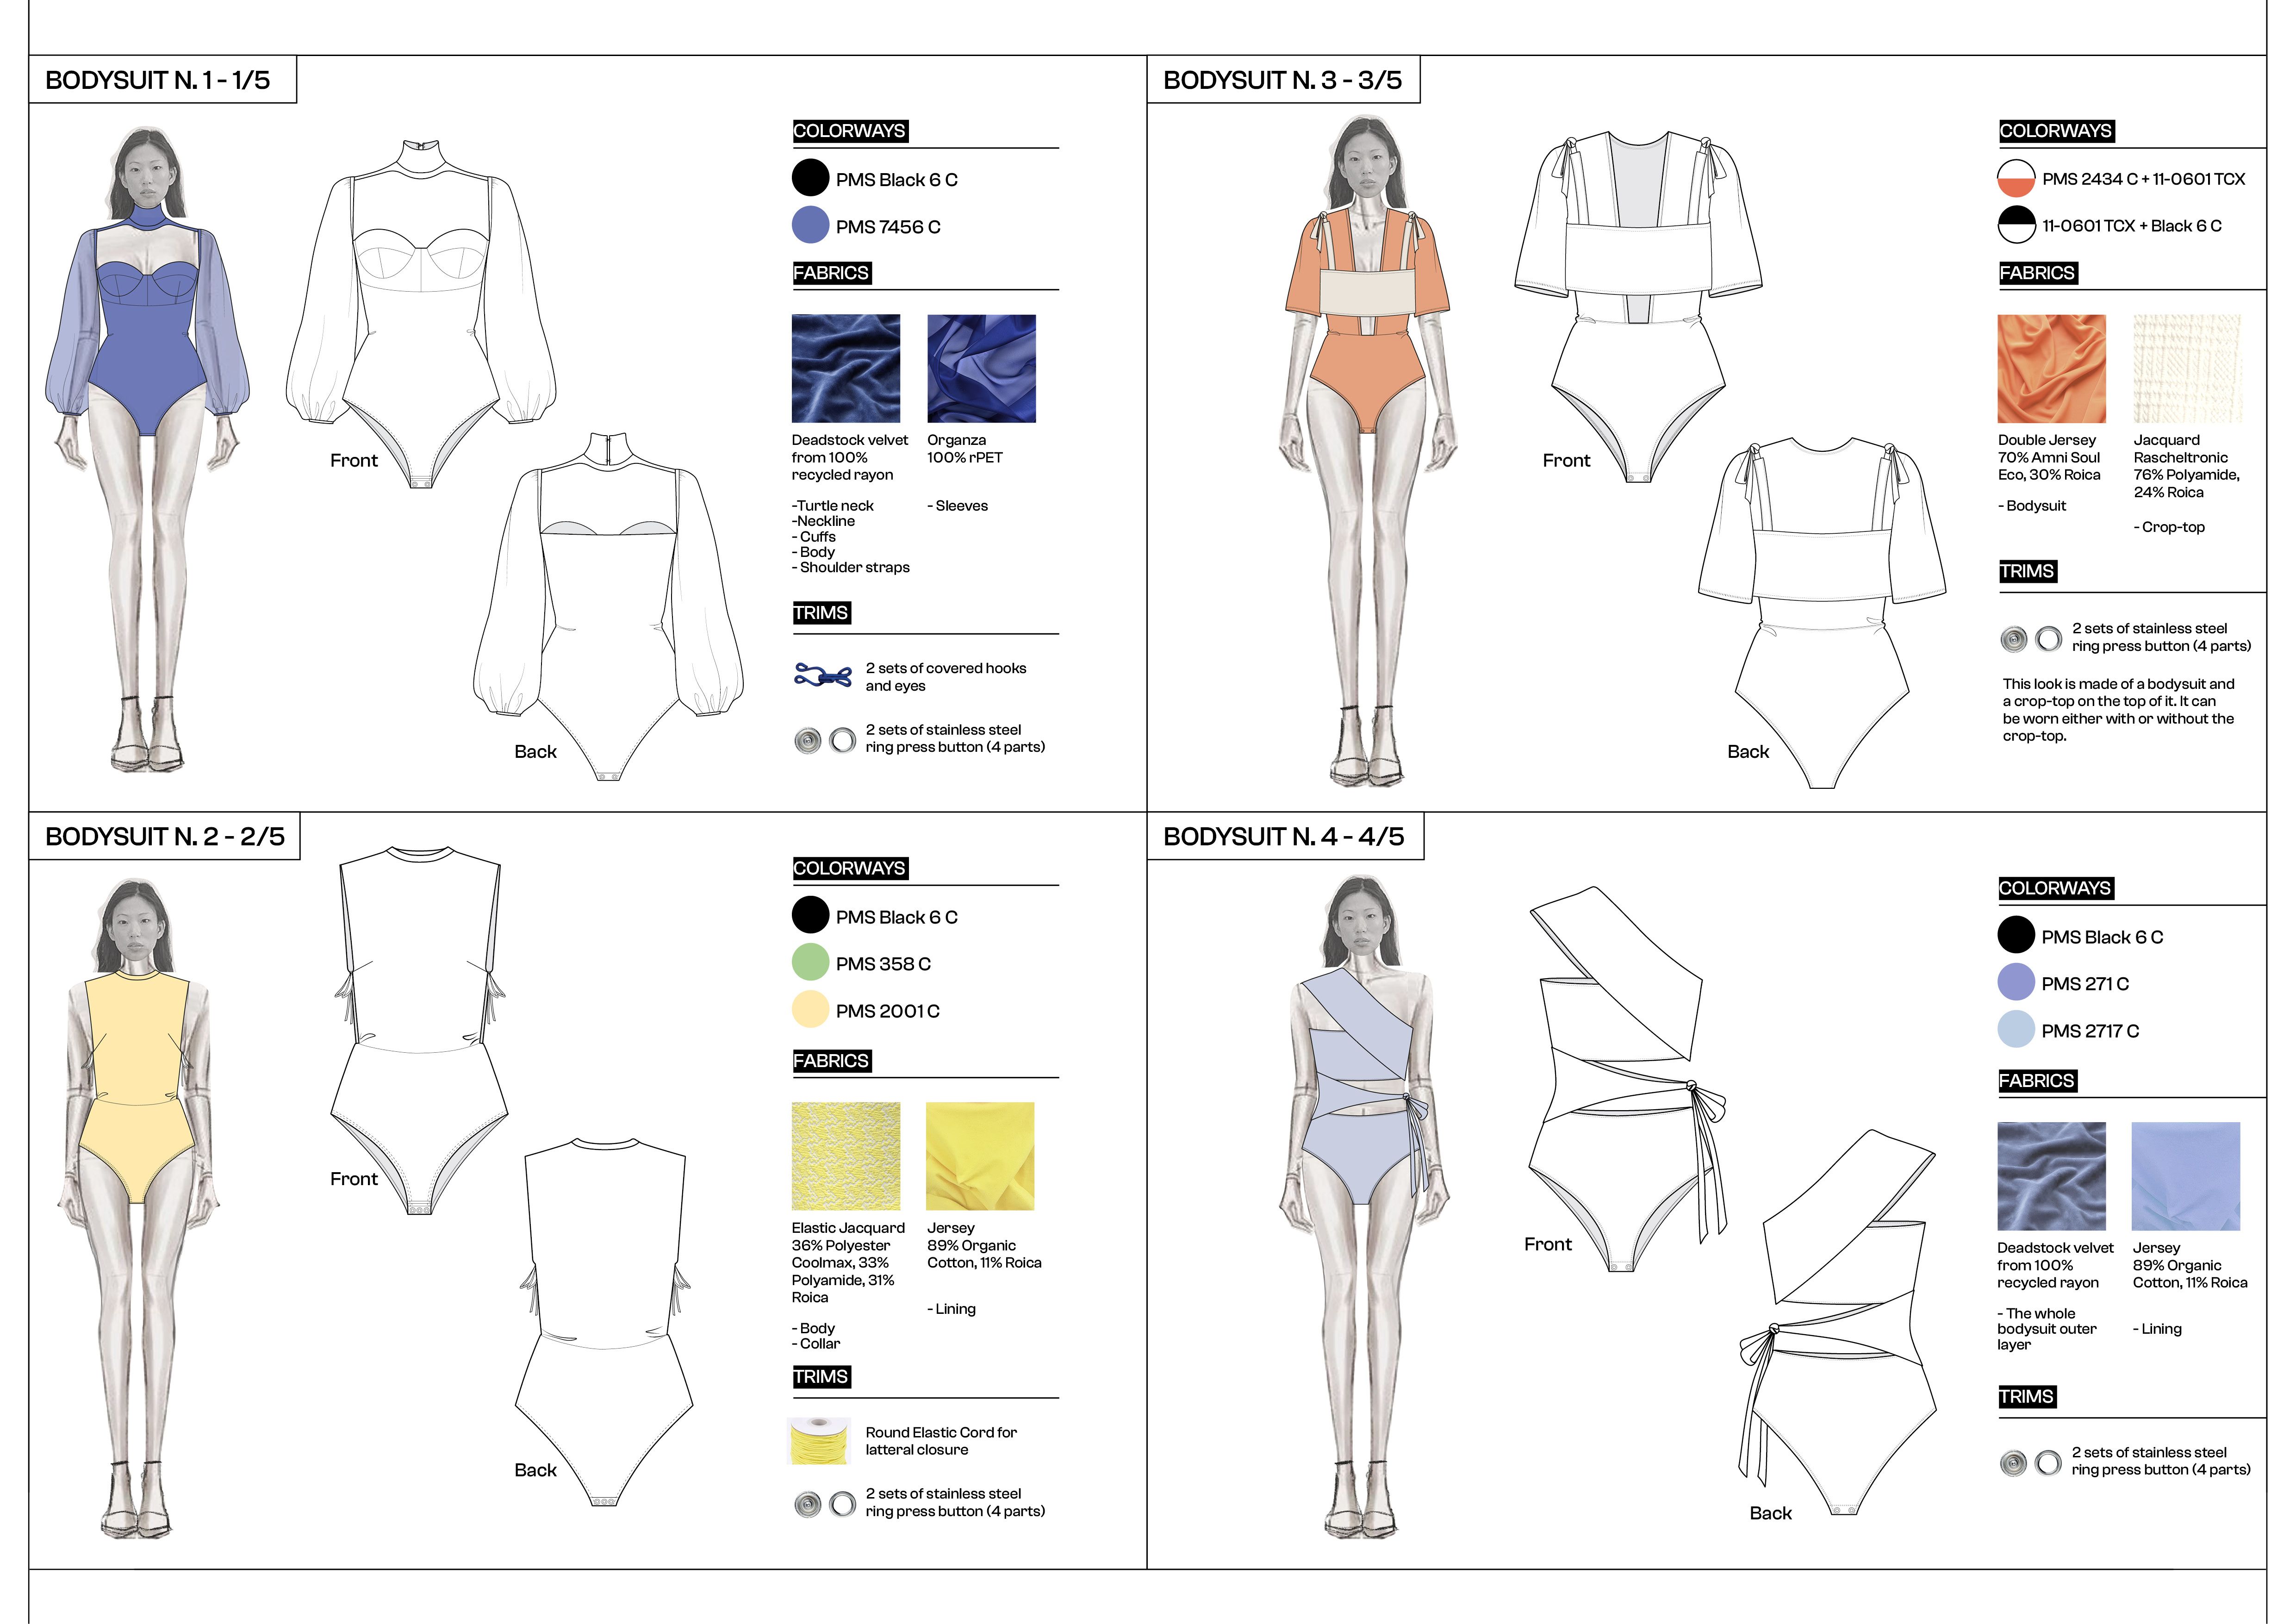 BODYSUIT N. 1 - 1/5
Front
Back
COLORWAYS
PMS Black 6 C
PMS 7456 C
FABRICS
Deadstock velvet
from 100%
recycled rayon
-Turtle neck
-Neckline
- Cuffs
- Body
- Shoulder straps
Organza
100% rPET
- Sleeves
TRIMS
2 sets of covered hooks
and eyes
2 sets of stainless steel
ring press button (4 parts)
BODYSUIT N. 3 - 3/5
Front
Back
COLORWAYS
PMS 2434 C + 11-0601 TCX
11-0601 TCX + Black 6 C
FABRICS
Double Jersey
70% Amni Soul
Eco, 30% Roica
- Bodysuit
Jacquard
Rascheltronic
76% Polyamide,
24% Roica
- Crop-top
TRIMS
2 sets of stainless steel
ring press button (4 parts)
This look is made of a bodysuit and
a crop-top on the top of it. It can
be worn either with or without the
crop-top.
BODYSUIT N. 2 - 2/5
Front
Back
COLORWAYS
PMS Black 6 C
PMS 358 C
PMS 2001 C
FABRICS
Elastic Jacquard
36% Polyester
Coolmax, 33%
Polyamide, 31%
Roica
- Body
- Collar
Jersey
89% Organic
Cotton, 11% Roica
- Lining
TRIMS
Round Elastic Cord for
latteral closure
2 sets of stainless steel
ring press button (4 parts)
BODYSUIT N. 4 - 4/5
Front
Back
COLORWAYS
PMS Black 6 C
PMS 271 C
PMS 2717 C
FABRICS
Deadstock velvet
from 100%
recycled rayon
- The whole
bodysuit outer
layer
Jersey
89% Organic
Cotton, 11% Roica
- Lining
TRIMS
2 sets of stainless steel
ring press button (4 parts)